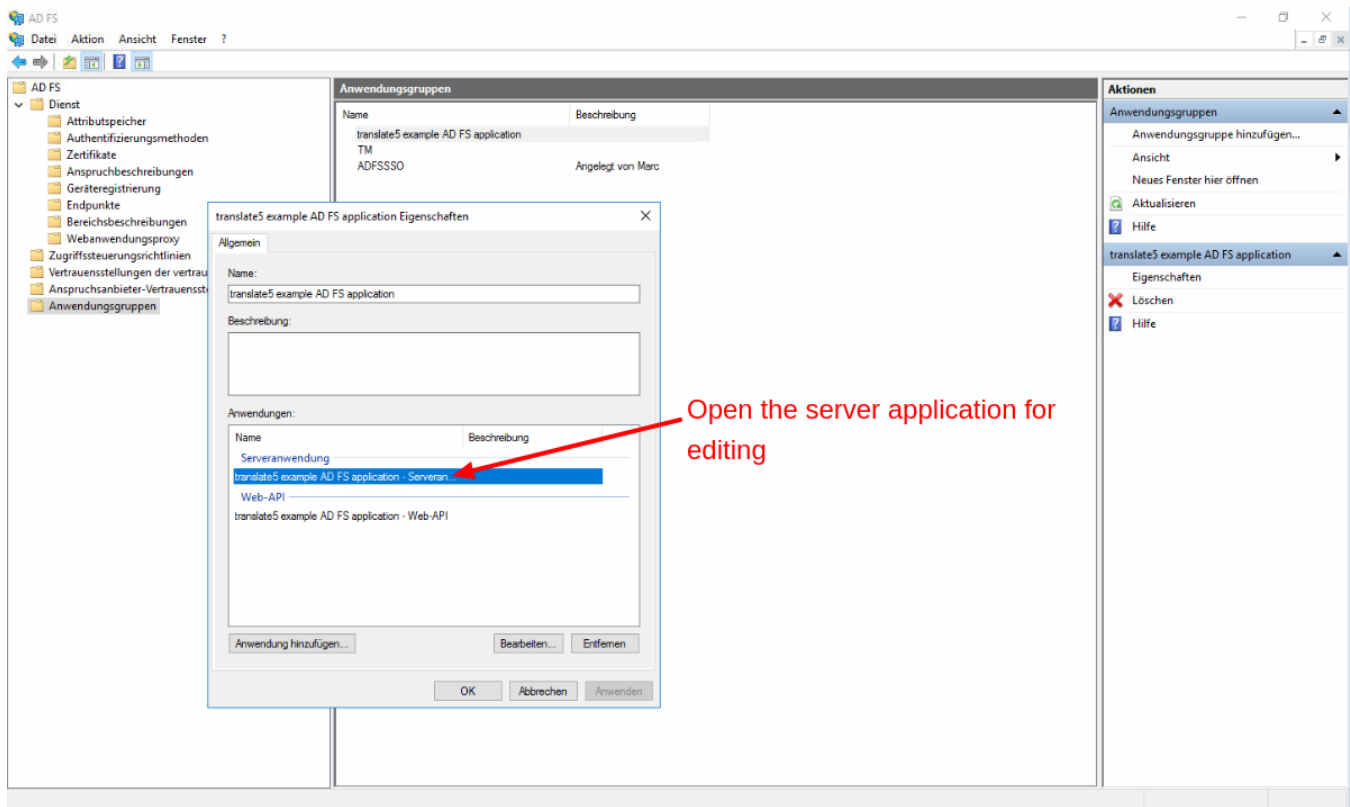 AD FS
Datei Aktion Ansicht Fenster ?
AD FS
Dienst
Attributspeicher
Authentifizierungsmethoden
Zertifikate
Anspruchbeschreibungen
Geräteregistrierung
Endpunkte
Bereichsbeschreibungen
Webanwendungsproxy
Zugriffssteuerungsrichtlinien
Vertrauensstellungen der vertrau
Anspruchsanbieter-Vertrauensst
Anwendungsgruppen
Anwendungsgruppen
Name Beschreibung
translate5 example AD FS application
TM
ADFSSSO Angelegt von Marc
translate5 example AD FS application Eigenschaften
Allgemein
Name:
translate5 example AD FS application
Beschreibung:
Anwendungen:
Name Beschreibung
Serveranwendung
translate5 example AD FS application - Serveran...
Web-API
translate5 example AD FS application - Web-API
Anwendung hinzufügen... Bearbeiten... Entfernen
OK Abbrechen Anwenden
Open the server application for
editing
Aktionen
Anwendungsgruppen
Anwendungsgruppe hinzufügen...
Ansicht
Neues Fenster hier öffnen
Aktualisieren
Hilfe
translate5 example AD FS application
Eigenschaften
Löschen
Hilfe